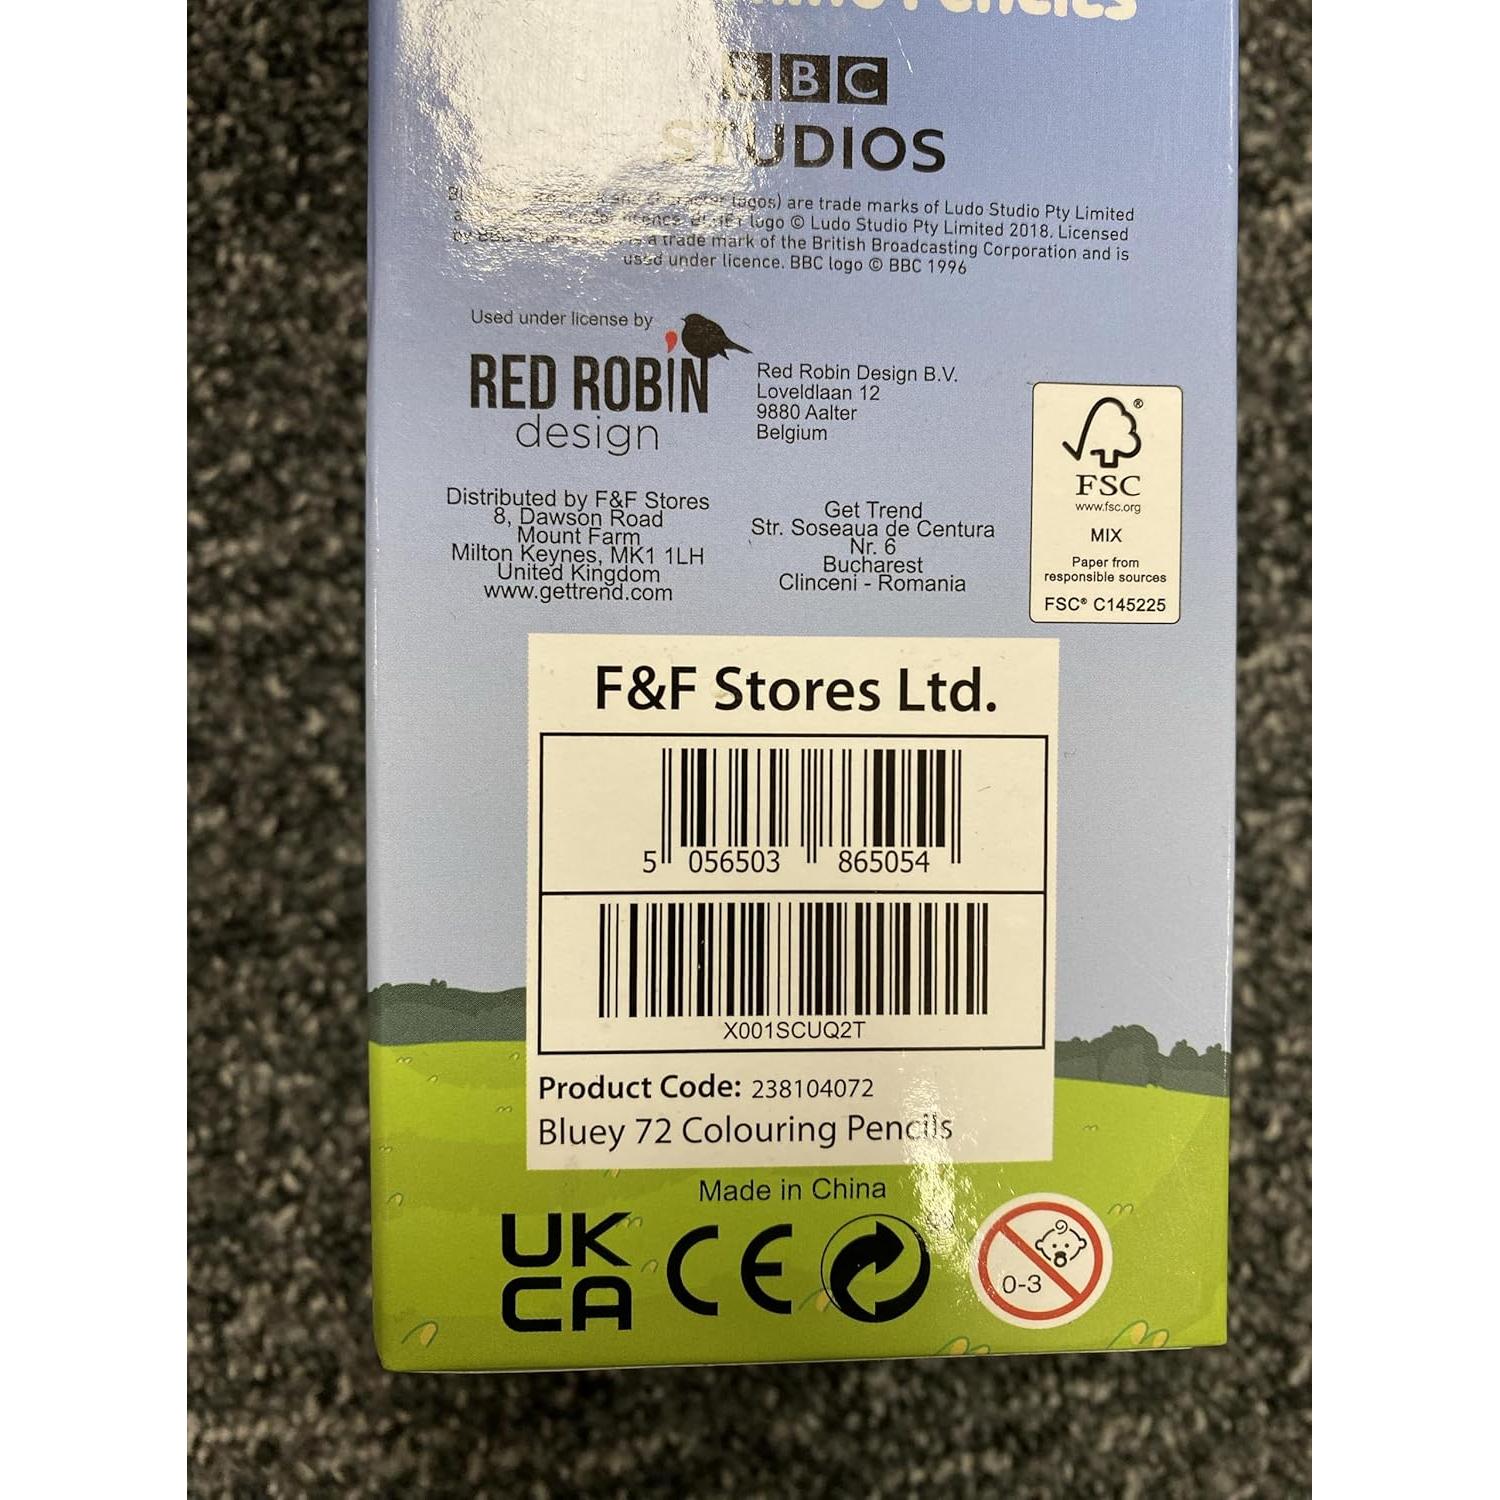 Pencils
BBC
STUDIOS
logos) are trade marks of Ludo Studio Pty Limited
logo © Ludo Studio Pty Limited 2018. Licensed
by BBC is a trade mark of the British Broadcasting Corporation and is
used under licence. BBC logo © BBC 1996
Used under license by
RED ROBIN
design
Red Robin Design B.V.
Loveldlaan 12
9880 Aalter
Belgium
Distributed by F&F Stores
8, Dawson Road
Mount Farm
Milton Keynes, MK1 1LH
United Kingdom
www.gettrend.com
Get Trend
Str. Soseaua de Centura
Nr. 6
Bucharest
Clinceni - Romania
FSC®
www.fsc.org
MIX
Paper from
responsible sources
FSC® C145225
F&F Stores Ltd.
5 056503 865054
X001SCUQ2T
Product Code: 238104072
Bluey 72 Colouring Pencils
Made in China
UK
CA
CE
0-3